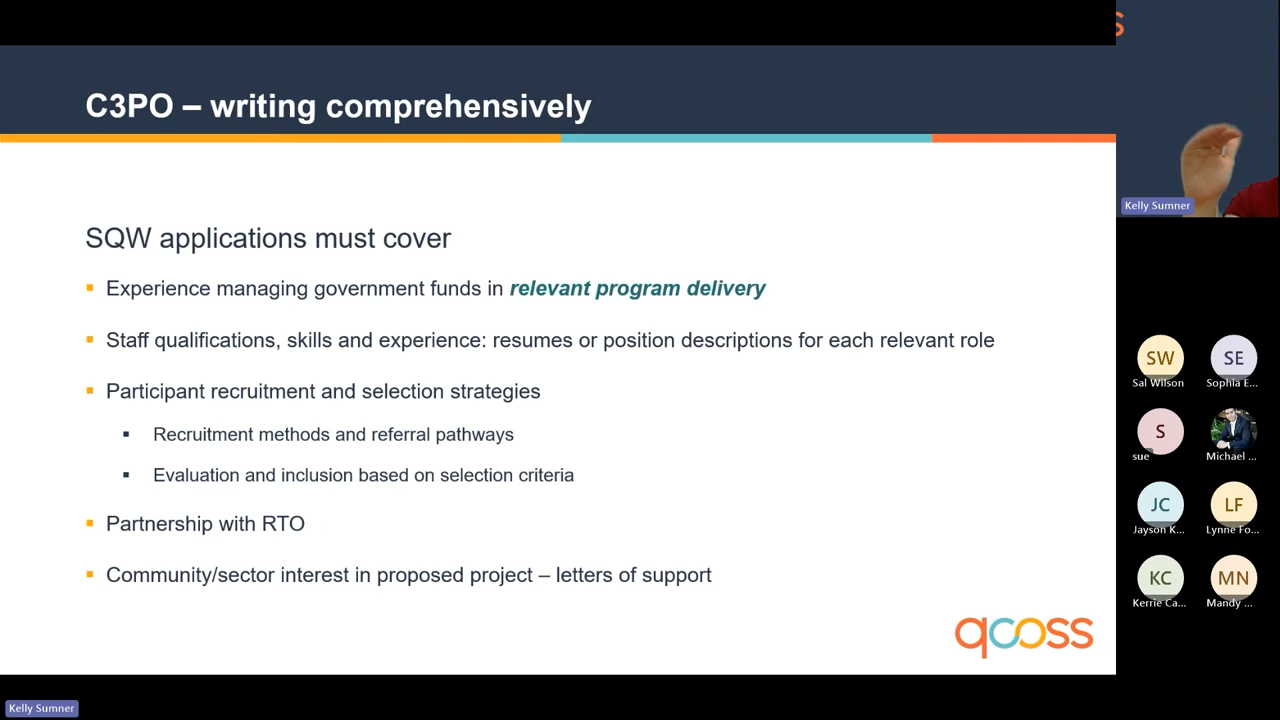 C3PO – writing comprehensively
SQW applications must cover
Experience managing government funds in relevant program delivery
Staff qualifications, skills and experience: resumes or position descriptions for each relevant role
Participant recruitment and selection strategies
Recruitment methods and referral pathways
Evaluation and inclusion based on selection criteria
Partnership with RTO
Community/sector interest in proposed project – letters of support
qcoss
Kelly Sumner
Kelly Sumner
SW SE
Sal Wilson Sophia E...
S
sue Michael ...
JC LF
Jayson K... Lynne Fo...
KC MN
Kerrie Ca... Mandy ...